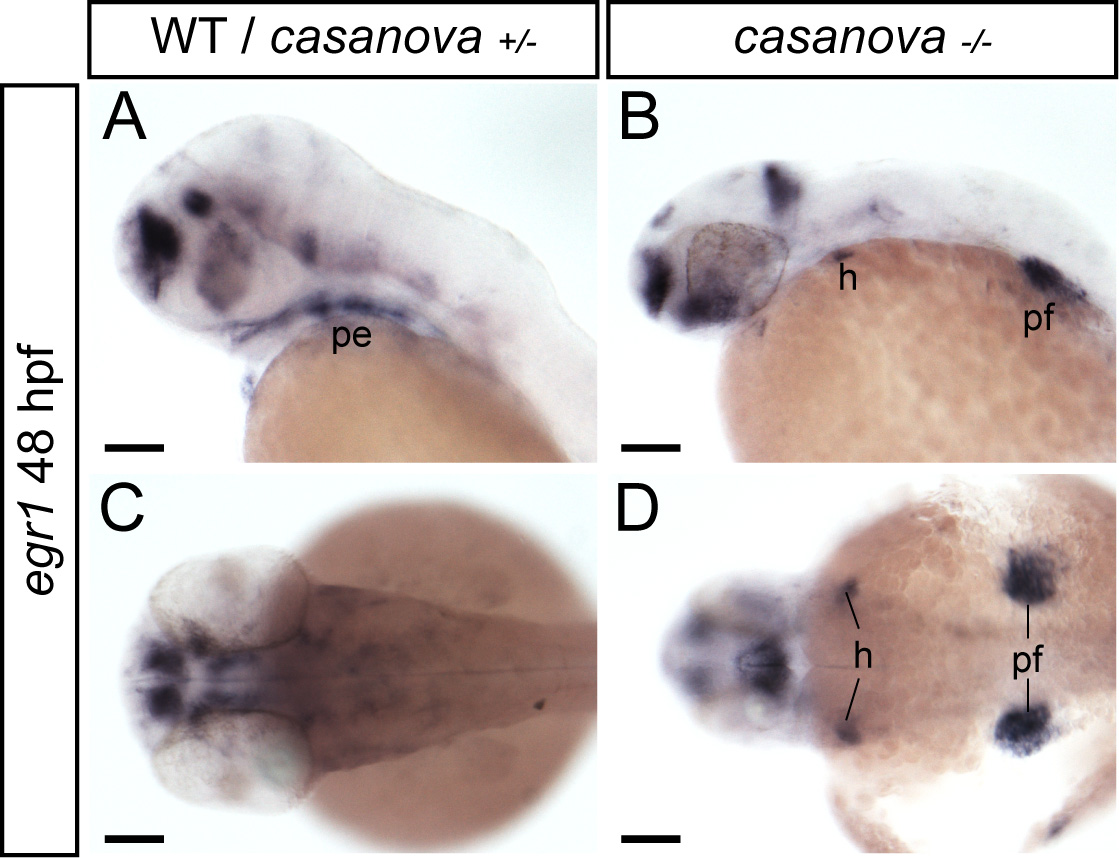 WT / casanova +/-
casanova -/-
egr1 48 hpf
A
pe
B
h
pf
C
D
h
pf